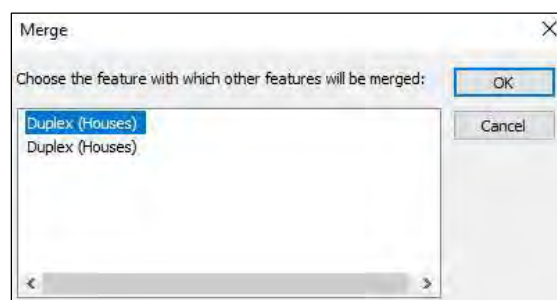 Merge
Choose the feature with which other features will be merged:
OK
Duplex (Houses)
Cancel
Duplex (Houses)